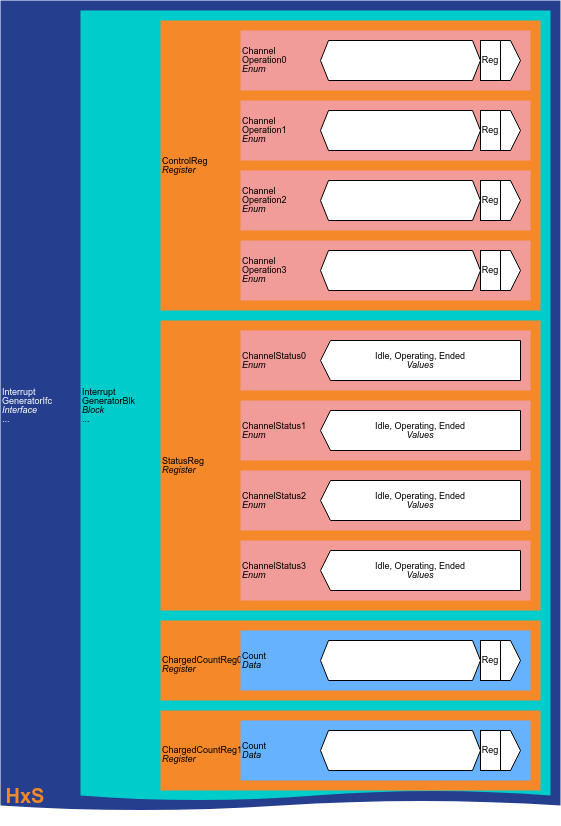 Interrupt
GeneratorIfc
Interface
...
Interrupt
GeneratorBlk
Block
...
ControlReg
Register
Channel
Operation0
Enum
Reg
Channel
Operation1
Enum
Reg
Channel
Operation2
Enum
Reg
Channel
Operation3
Enum
Reg
StatusReg
Register
ChannelStatus0
Enum
Idle, Operating, Ended
Values
ChannelStatus1
Enum
Idle, Operating, Ended
Values
ChannelStatus2
Enum
Idle, Operating, Ended
Values
ChannelStatus3
Enum
Idle, Operating, Ended
Values
ChargedCountReg0
Register
Count
Data
Reg
ChargedCountReg1
Register
Count
Data
Reg
HxS